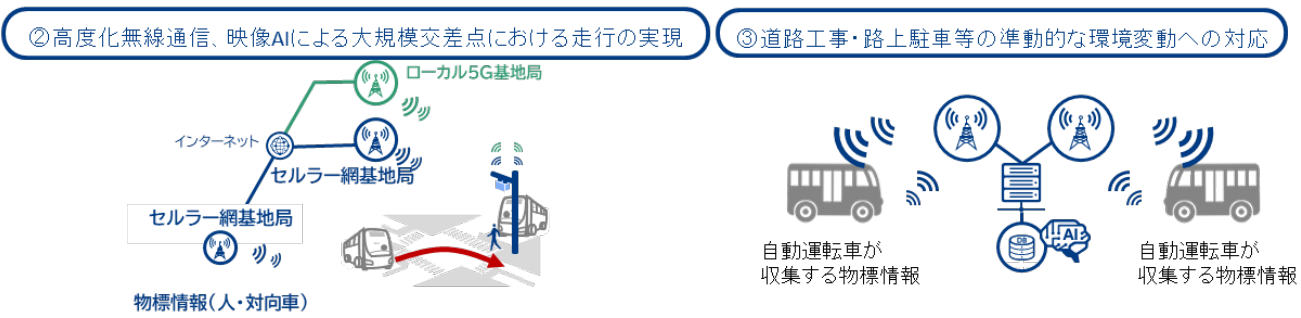 ②高度化無線通信、映像AIによる大規模交差点における走行の実現
ローカル5G基地局
インターネット
セルラー網基地局
セルラー網基地局
物標情報(人・対向車)
③道路工事・路上駐車等の準動的な環境変動への対応
DB
AI
自動運転車が
収集する物標情報
自動運転車が
収集する物標情報